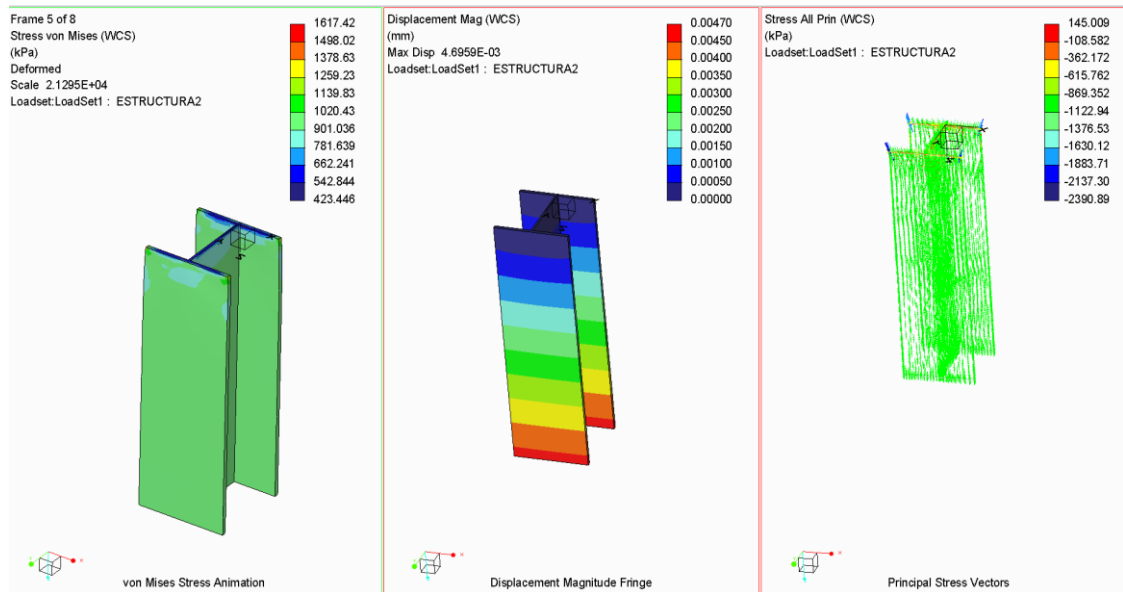 Frame 5 of 8
Stress von Mises (WCS)
(kPa)
Deformed
Scale 2.1295E+04
Loadset:LoadSet1 : ESTRUCTURA2
1617.42
1498.02
1378.63
1259.23
1139.83
1020.43
901.036
781.639
662.241
542.844
423.446
von Mises Stress Animation
Displacement Mag (WCS)
(mm)
Max Disp 4.6959E-03
Loadset:LoadSet1 : ESTRUCTURA2
0.00470
0.00450
0.00400
0.00350
0.00300
0.00250
0.00200
0.00150
0.00100
0.00050
0.00000
Displacement Magnitude Fringe
Stress All Prin (WCS)
(kPa)
Loadset:LoadSet1 : ESTRUCTURA2
145.009
-108.582
-362.172
-615.762
-869.352
-1122.94
-1376.53
-1630.12
-1883.71
-2137.30
-2390.89
Principal Stress Vectors